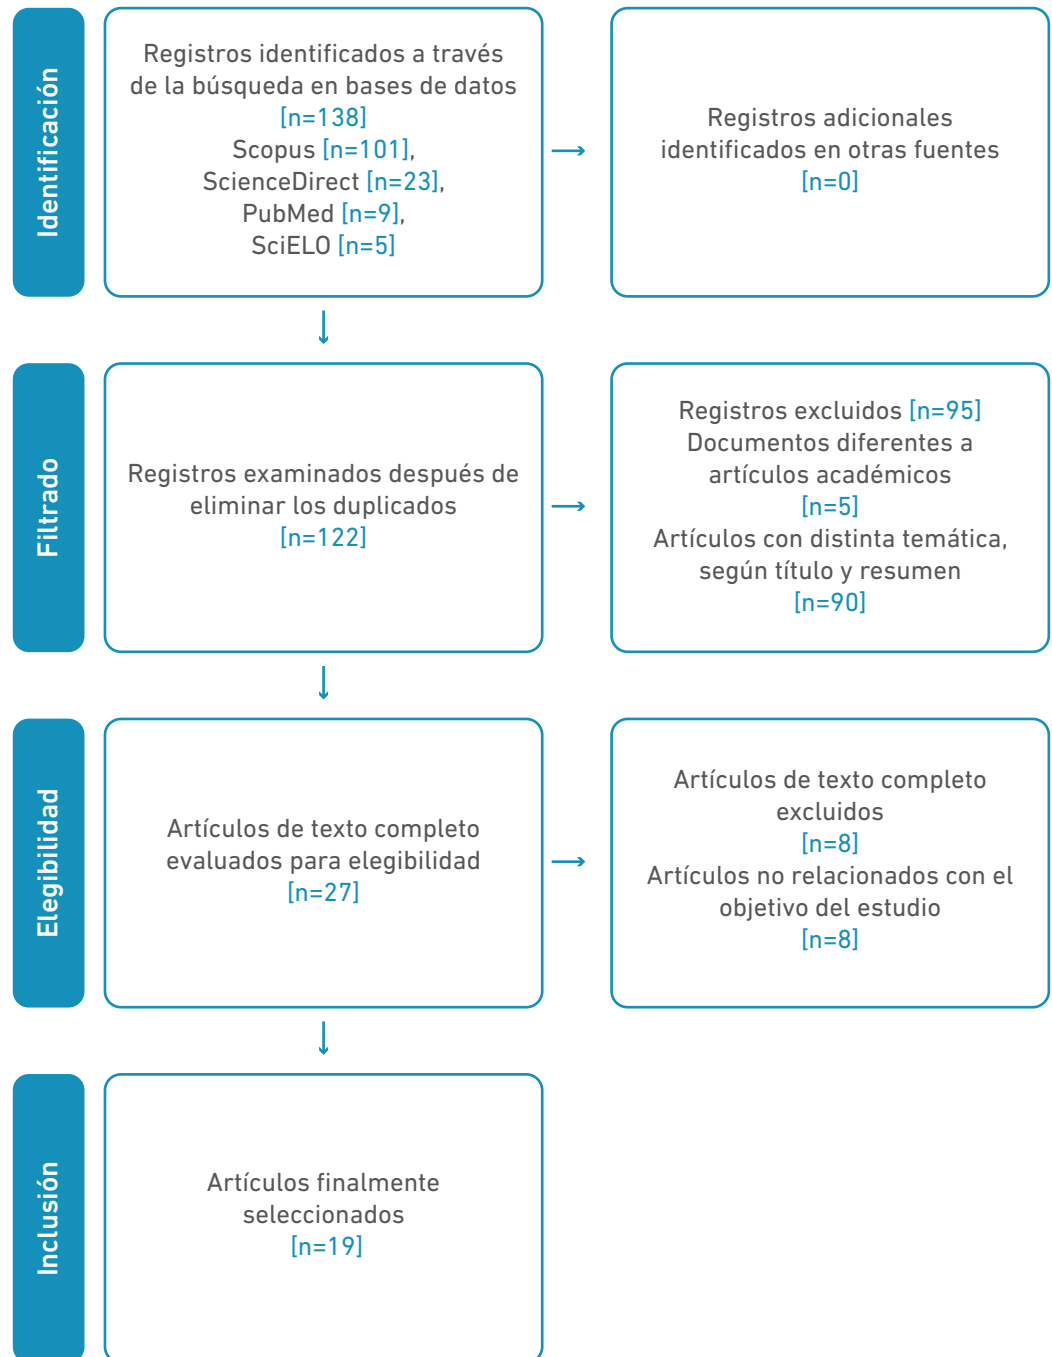 Identificación
Registros identificados a través
de la búsqueda en bases de datos
[n=138]
Scopus [n=101],
ScienceDirect [n=23],
PubMed [n=9],
SciELO [n=5]
Registros adicionales
identificados en otras fuentes
[n=0]
Filtrado
Registros examinados después de
eliminar los duplicados
[n=122]
Registros excluidos [n=95]
Documentos diferentes a
artículos académicos
[n=5]
Artículos con distinta temática,
según título y resumen
[n=90]
Elegibilidad
Artículos de texto completo
evaluados para elegibilidad
[n=27]
Artículos de texto completo
excluidos
[n=8]
Artículos no relacionados con el
objetivo del estudio
[n=8]
Inclusión
Artículos finalmente
seleccionados
[n=19]